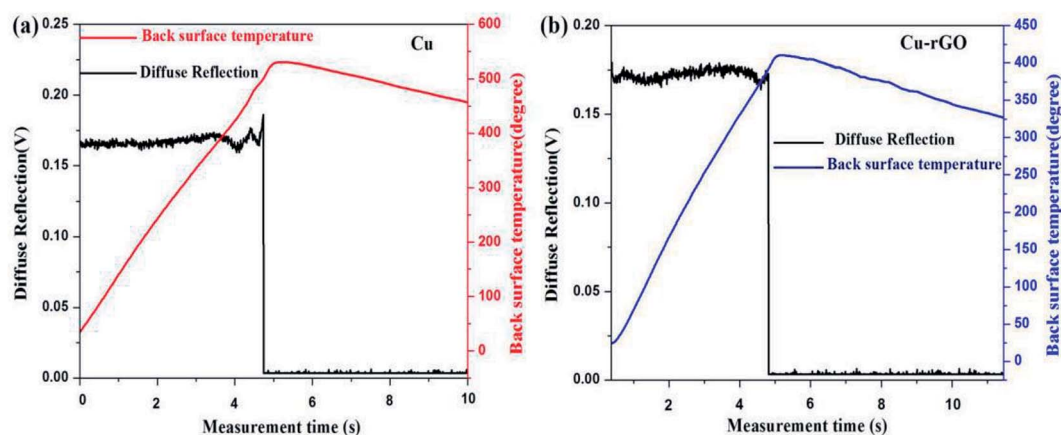 (a)
Cu
Back surface temperature
Diffuse Reflection
Diffuse Reflection(V)
0.25
0.20
0.15
0.10
0.05
0.00
0 2 4 6 8 10
Measurement time (s)
600
500
400
300
200
100
0
Back surface temperature(degree)
(b)
Cu-rGO
Diffuse Reflection
Back surface temperature
Diffuse Reflection(V)
0.20
0.15
0.10
0.05
0.00
2 4 6 8 10
Measurement time (s)
450
400
350
300
250
200
150
100
50
0
Back surface temperature(degree)